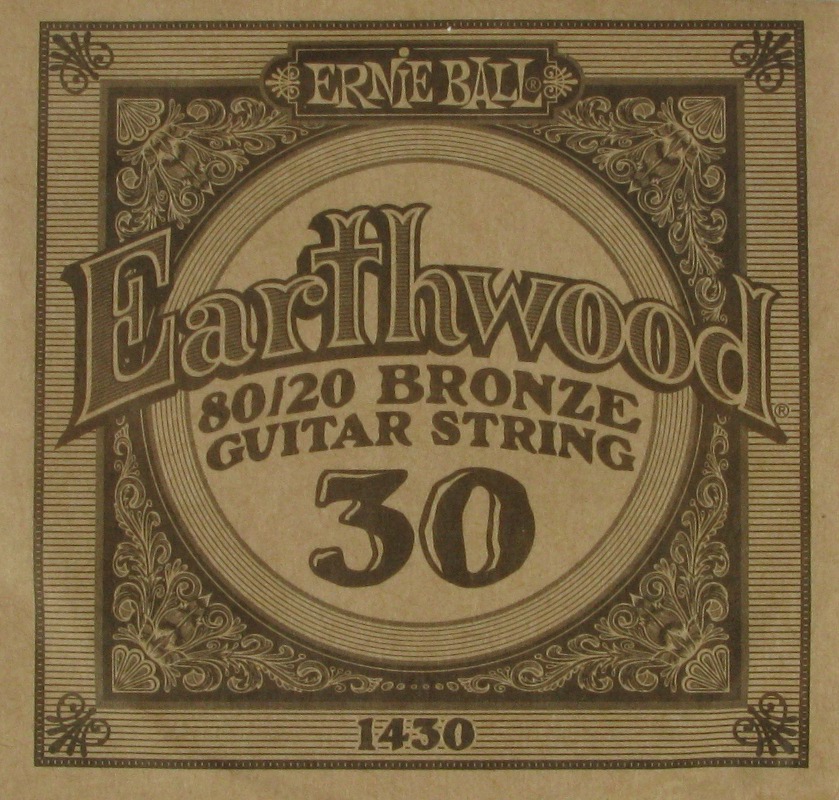 ERNIE BALL®
Earthwood®
80/20 BRONZE
GUITAR STRING
30
1430